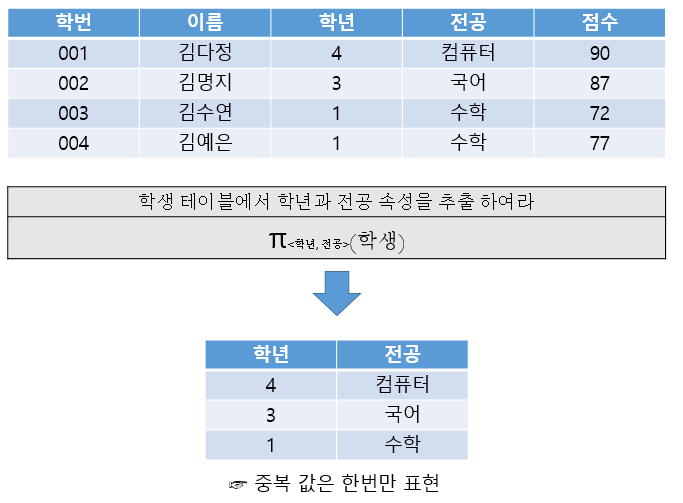 학번 이름 학년 전공 점수
001 김다정 4 컴퓨터 90
002 김명지 3 국어 87
003 김수연 1 수학 72
004 김예은 1 수학 77
학생 테이블에서 학년과 전공 속성을 추출 하여라
π<학년, 전공>(학생)
학년 전공
4 컴퓨터
3 국어
1 수학
☞ 중복 값은 한번만 표현